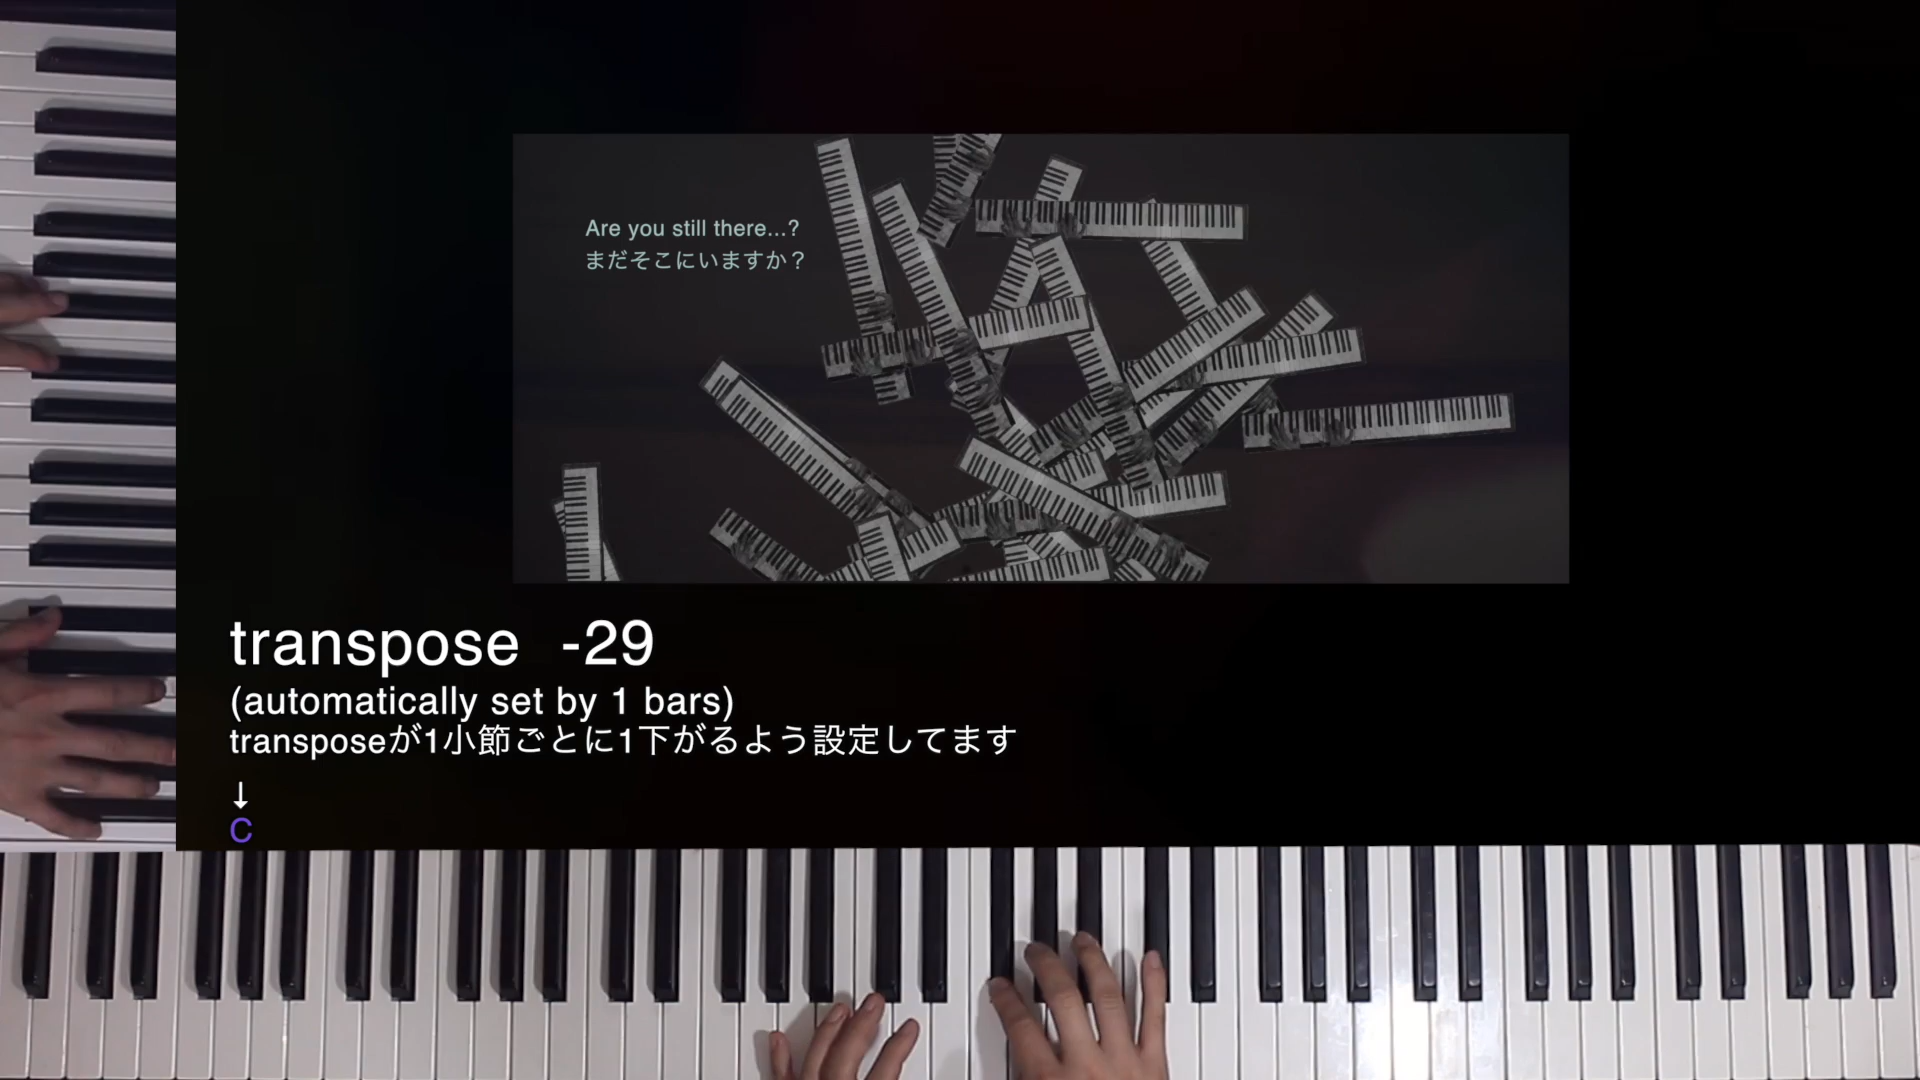 Are you still there...?
まだそこにいますか？
transpose -29
(automatically set by 1 bars)
transposeが1小節ごとに1下がるよう設定してます
↓
C